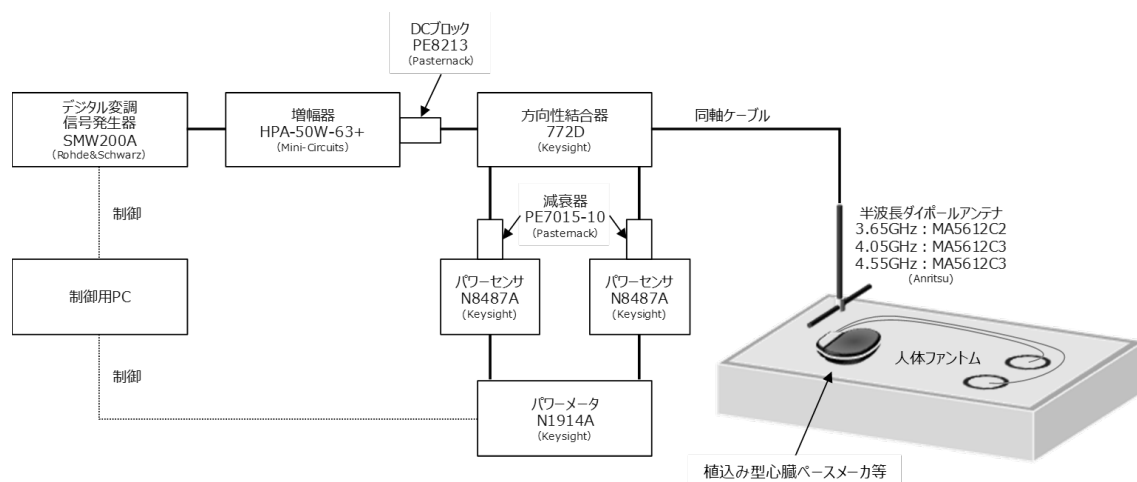 DCブロック
PE8213
(Pasternack)
デジタル変調
信号発生器
SMW200A
(Rohde&Schwarz)
増幅器
HPA-50W-63+
(Mini-Circuits)
方向性結合器
772D
(Keysight)
同軸ケーブル
制御
減衰器
PE7015-10
(Pasternack)
半波長ダイポールアンテナ
3.65GHz：MA5612C2
4.05GHz：MA5612C3
4.55GHz：MA5612C3
(Anritsu)
制御用PC
パワーセンサ
N8487A
(Keysight)
パワーセンサ
N8487A
(Keysight)
人体ファントム
制御
パワーメータ
N1914A
(Keysight)
植込み型心臓ペースメーカ等